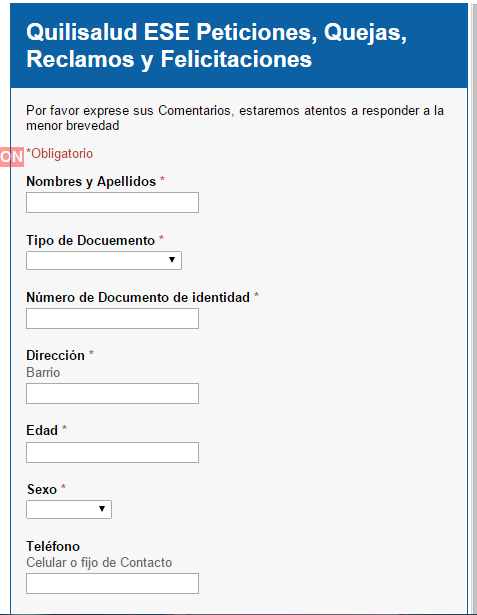 Quilisalud ESE Peticiones, Quejas,
Reclamos y Felicitaciones
Por favor exprese sus Comentarios, estaremos atentos a responder a la
menor brevedad
ON
*Obligatorio
Nombres y Apellidos *
Tipo de Docuemento *
Número de Documento de identidad *
Dirección *
Barrio
Edad *
Sexo *
Teléfono
Celular o fijo de Contacto